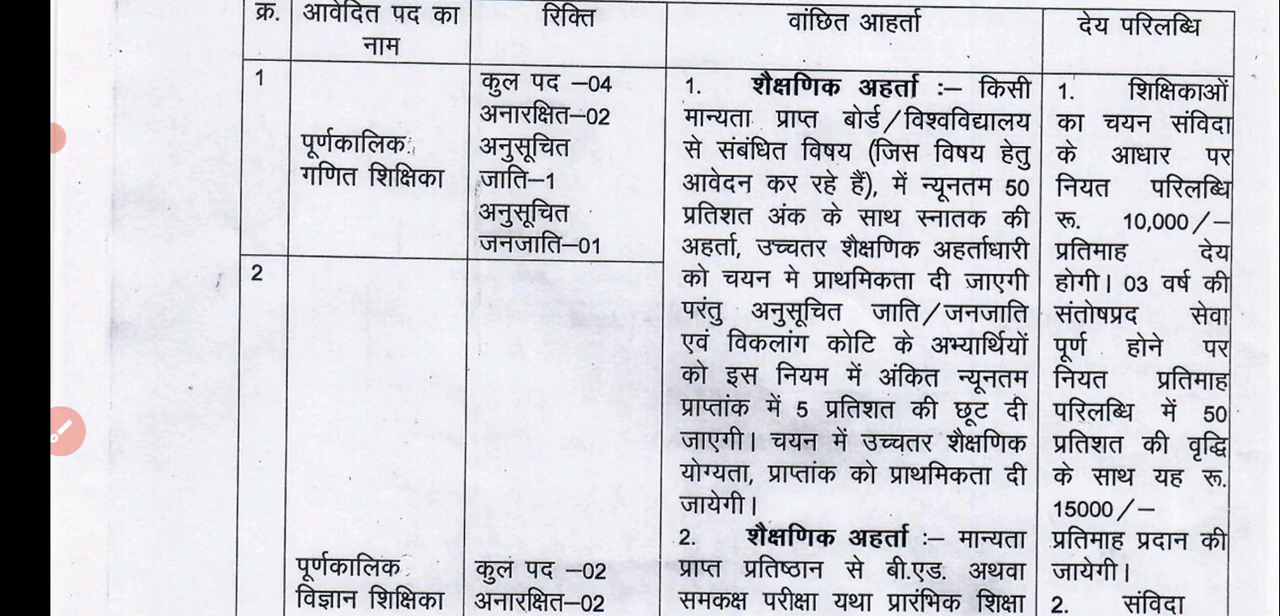 क्र. आवेदित पद का नाम रिक्ति वांछित आहर्ता देय परिलब्धि
1
पूर्णकालिक
गणित शिक्षिका
कुल पद –04
अनारक्षित–02
अनुसूचित
जाति–1
अनुसूचित
जनजाति–01
2
पूर्णकालिक
विज्ञान शिक्षिका
कुल पद –02
अनारक्षित–02
1. शैक्षणिक अहर्ता :– किसी
मान्यता प्राप्त बोर्ड/विश्वविद्यालय
से संबंधित विषय (जिस विषय हेतु
आवेदन कर रहे हैं), में न्यूनतम 50
प्रतिशत अंक के साथ स्नातक की
अहर्ता, उच्चतर शैक्षणिक अहर्ताधारी
को चयन मे प्राथमिकता दी जाएगी
परंतु अनुसूचित जाति/जनजाति
एवं विकलांग कोटि के अभ्यार्थियों
को इस नियम में अंकित न्यूनतम
प्राप्तांक में 5 प्रतिशत की छूट दी
जाएगी। चयन में उच्चतर शैक्षणिक
योग्यता, प्राप्तांक को प्राथमिकता दी
जायेगी।
2. शैक्षणिक अहर्ता :– मान्यता
प्राप्त प्रतिष्ठान से बी.एड. अथवा
समकक्ष परीक्षा यथा प्रारंभिक शिक्षा
1. शिक्षिकाओं
का चयन संविदा
के आधार पर
नियत परिलब्धि
रू. 10,000/–
प्रतिमाह देय
होगी। 03 वर्ष की
संतोषप्रद सेवा
पूर्ण होने पर
नियत प्रतिमाह
परिलब्धि में 50
प्रतिशत की वृद्धि
के साथ यह रू.
15000/–
प्रतिमाह प्रदान की
जायेगी।
2. संविदा